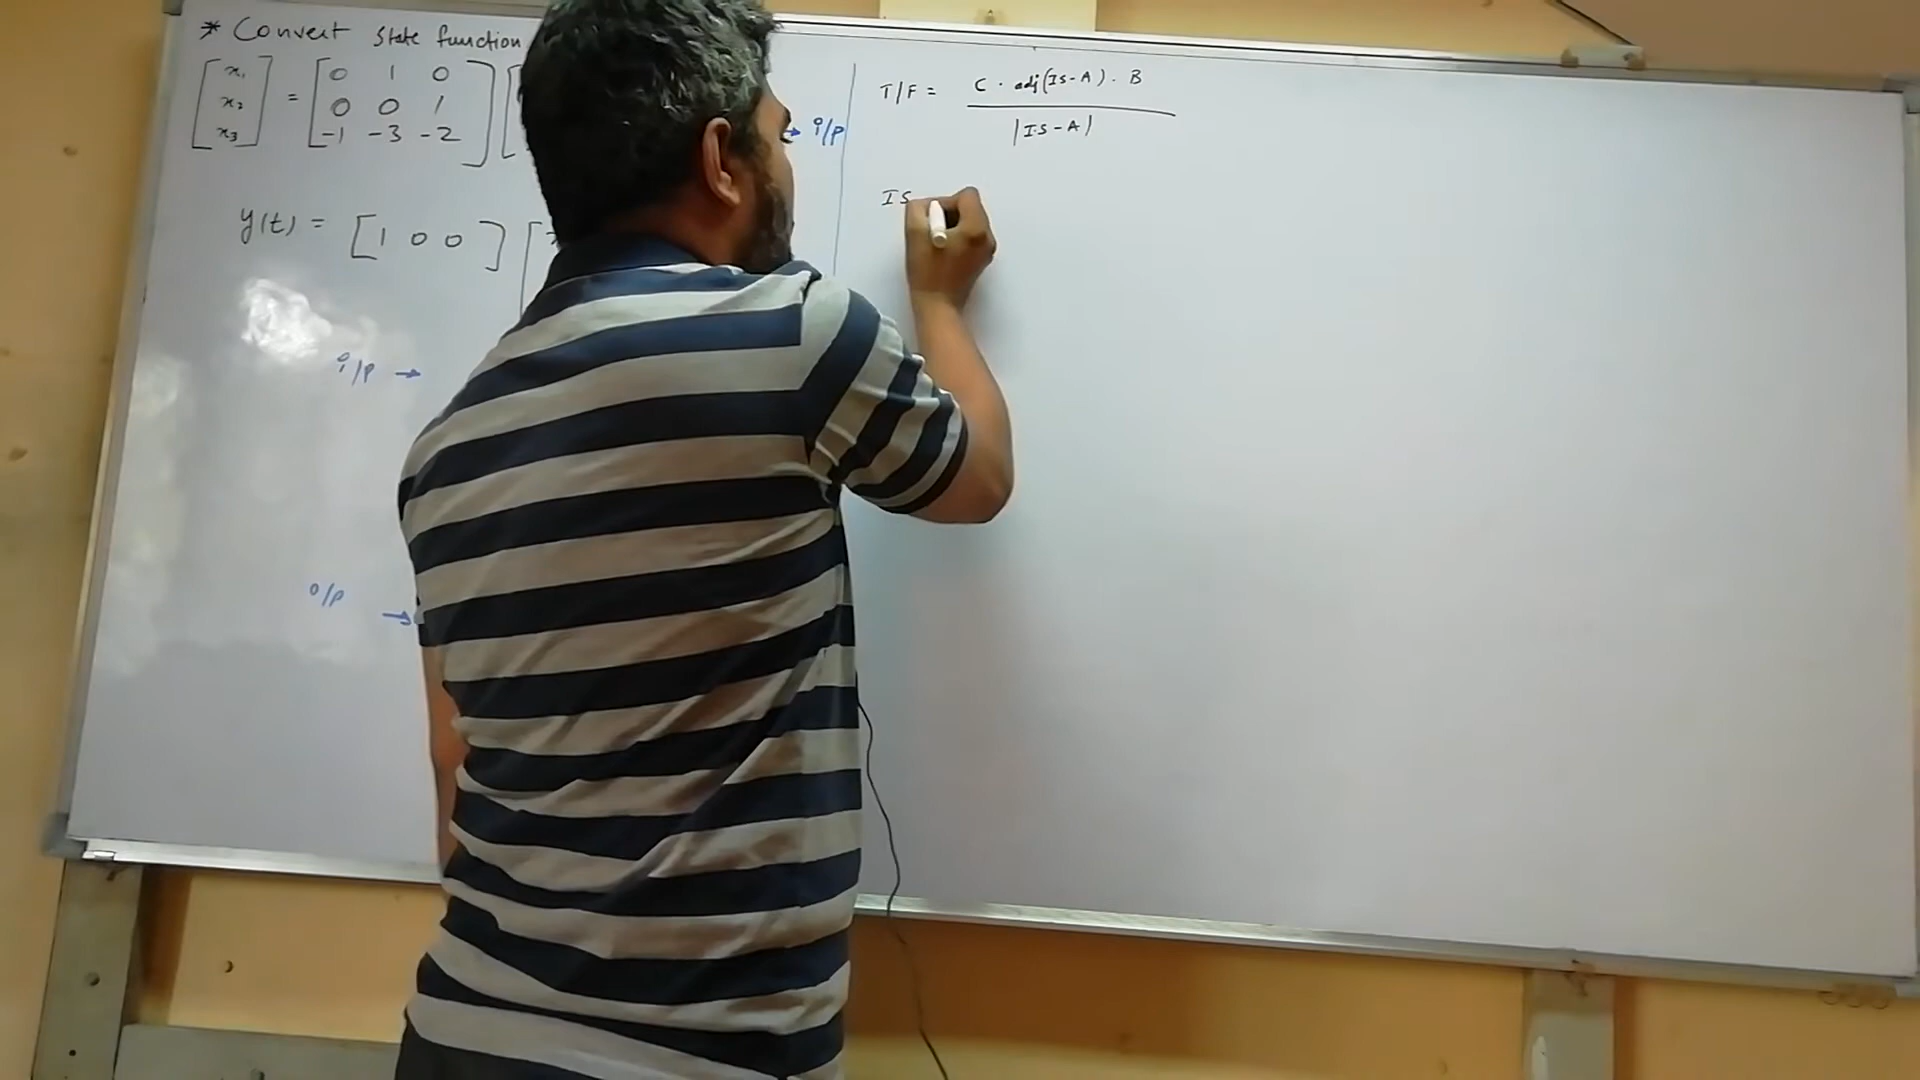 * Convert State function
[x₁ x₂ x₃] = [0 1 0
0 0 1
-1 -3 -2] [
→ i/p
y(t) = [1 0 0] [
i/p →
o/p →
T/F = C · adj(IS-A) · B
|IS-A|
IS